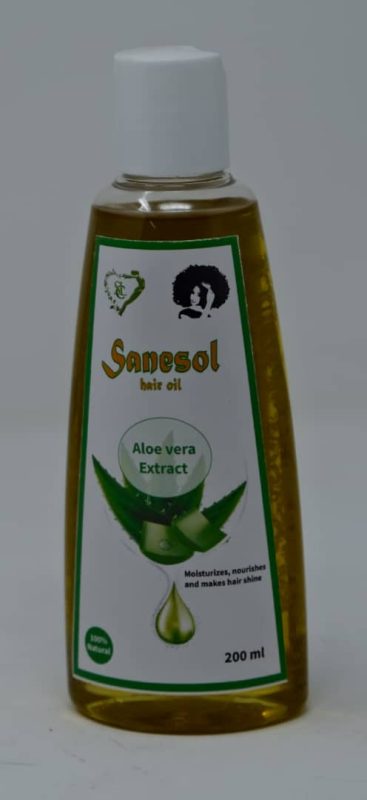 Sanesol
hair oil
Aloe vera
Extract
Moisturizes, nourishes
and makes hair shine
100%
Natural
200 ml